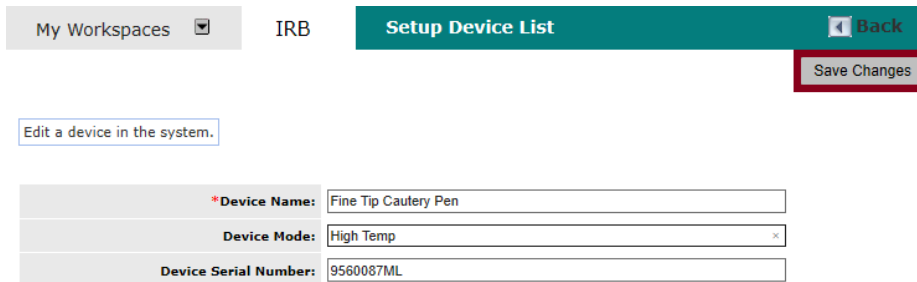 My Workspaces IRB Setup Device List Back
Save Changes
Edit a device in the system.
*Device Name: Fine Tip Cautery Pen
Device Mode: High Temp ×
Device Serial Number: 9560087ML